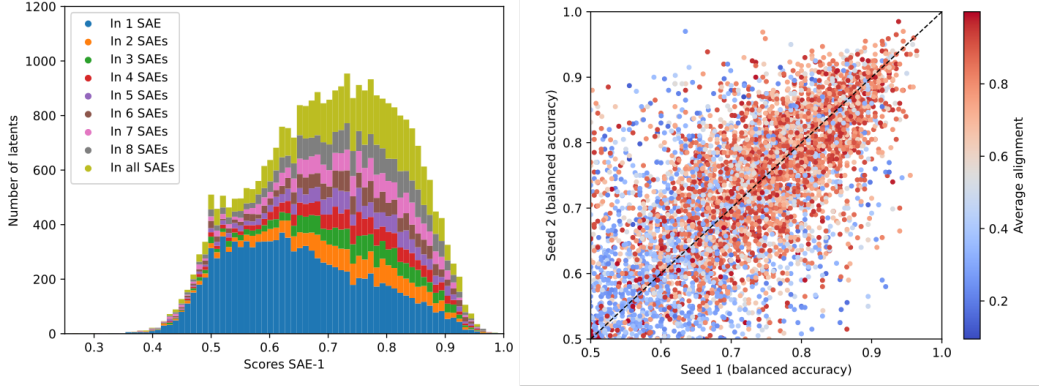 1200
1000
800
600
400
200
0
Number of latents
In 1 SAE
In 2 SAEs
In 3 SAEs
In 4 SAEs
In 5 SAEs
In 6 SAEs
In 7 SAEs
In 8 SAEs
In all SAEs
0.3 0.4 0.5 0.6 0.7 0.8 0.9 1.0
Scores SAE-1
1.0
0.9
0.8
0.7
0.6
0.5
Seed 2 (balanced accuracy)
0.5 0.6 0.7 0.8 0.9 1.0
Seed 1 (balanced accuracy)
0.8
0.6
0.4
0.2
Average alignment